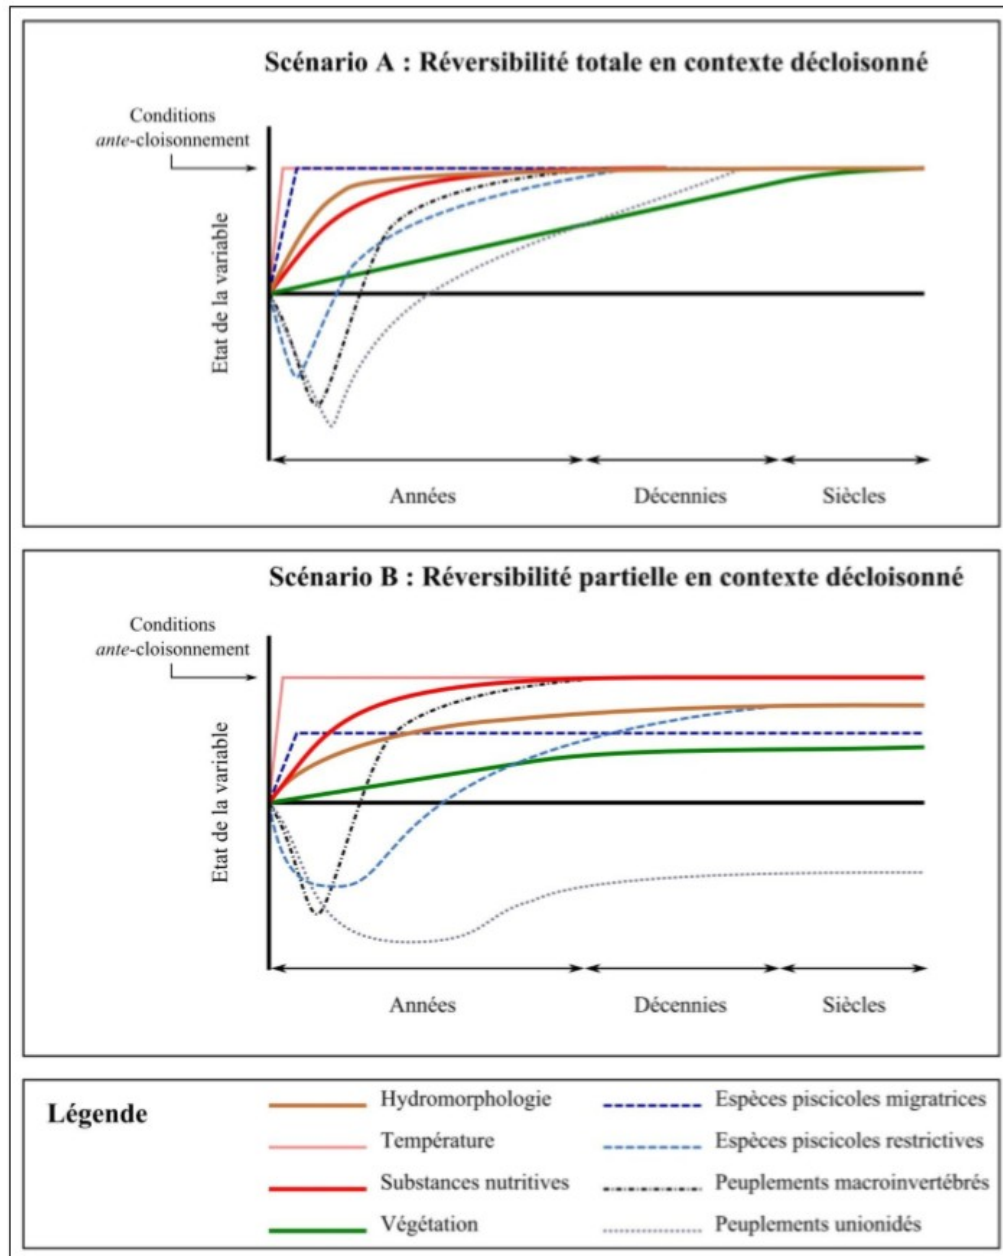 Scénario A : Réversibilité totale en contexte décloisonné
Conditions
ante-cloisonnement
Etat de la variable
Années
Décennies
Siècles
Scénario B : Réversibilité partielle en contexte décloisonné
Conditions
ante-cloisonnement
Etat de la variable
Années
Décennies
Siècles
Légende
Hydromorphologie
Température
Substances nutritives
Végétation
Espèces piscicoles migratrices
Espèces piscicoles restrictives
Peuplements macroinvertébrés
Peuplements unionidés